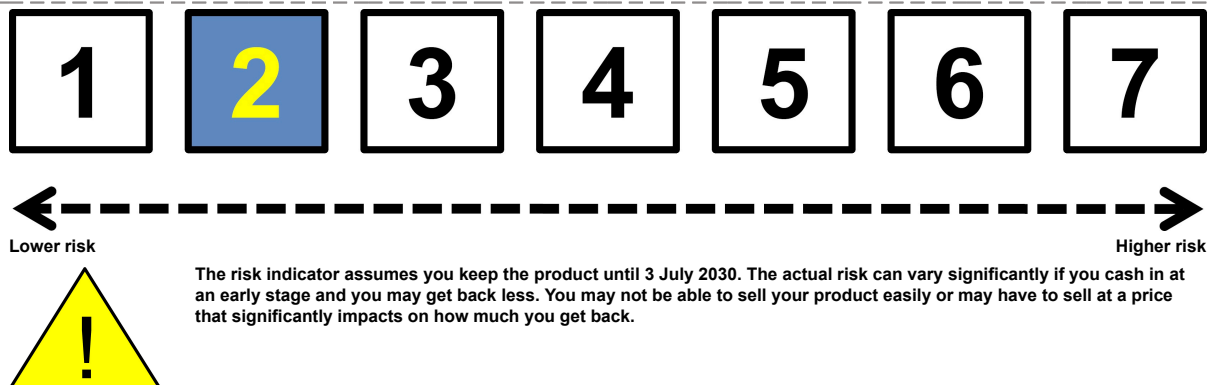 1 2 3 4 5 6 7
Lower risk Higher risk
The risk indicator assumes you keep the product until 3 July 2030. The actual risk can vary significantly if you cash in at
an early stage and you may get back less. You may not be able to sell your product easily or may have to sell at a price
that significantly impacts on how much you get back.
!